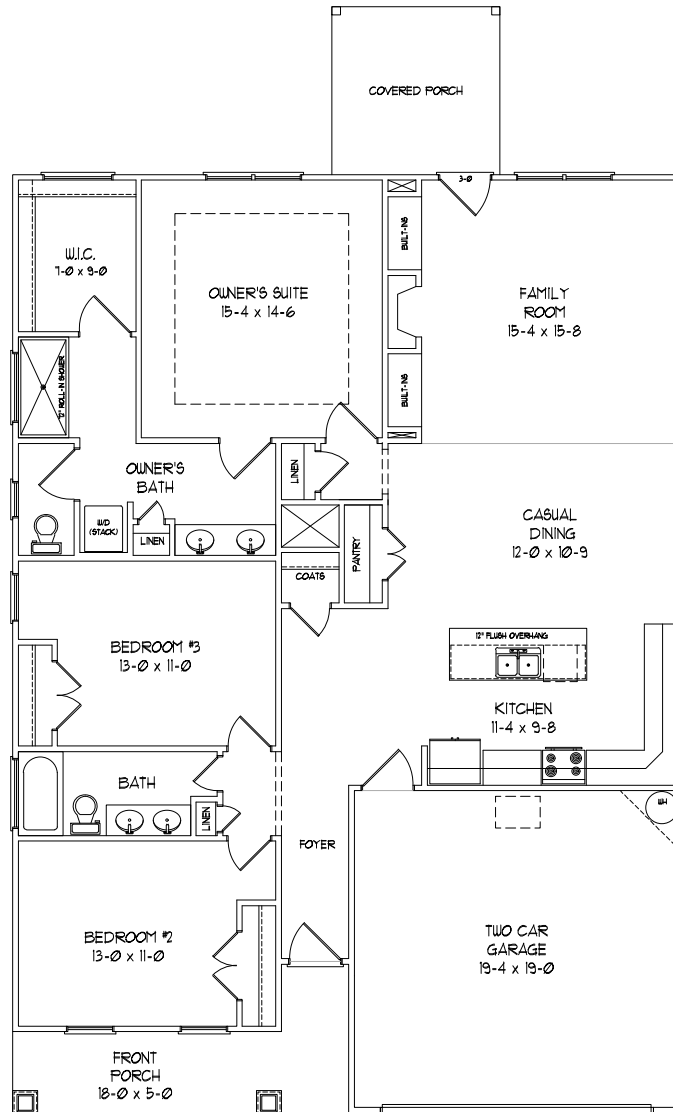 COVERED PORCH
3-0
W.I.C.
7-0 x 9-0
OWNER'S SUITE
15-4 x 14-6
BUILT-INS
FAMILY
ROOM
15-4 x 15-8
12" ROLL-IN SHOWER
BUILT-INS
OWNER'S
BATH
LINEN
W/D
(STACK)
LINEN
CASUAL
DINING
12-0 x 10-9
PANTRY
COATS
BEDROOM #3
13-0 x 11-0
12" FLUSH OVERHANG
KITCHEN
11-4 x 9-8
BATH
LINEN
FOYER
WH
BEDROOM #2
13-0 x 11-0
TWO CAR
GARAGE
19-4 x 19-0
FRONT
PORCH
18-0 x 5-0